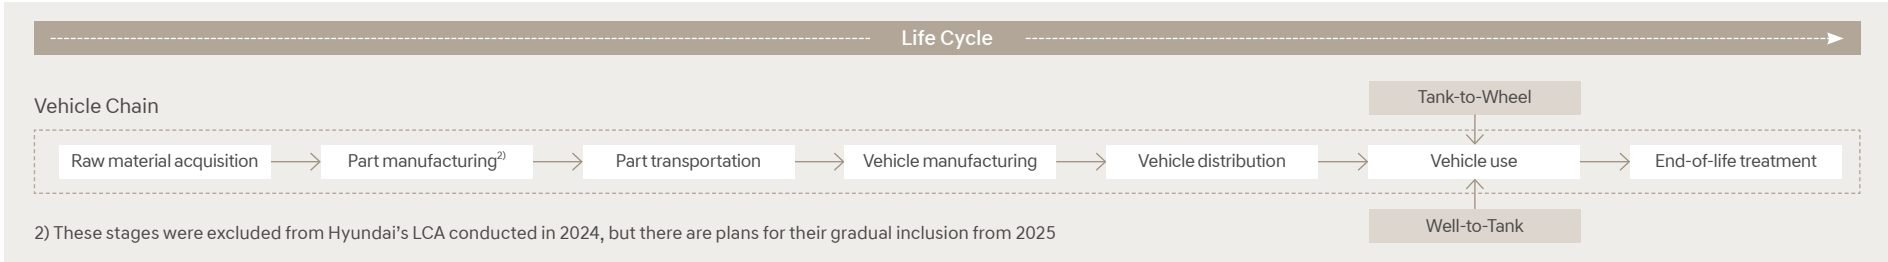 Life Cycle
Vehicle Chain
Tank-to-Wheel
Raw material acquisition
Part manufacturing2)
Part transportation
Vehicle manufacturing
Vehicle distribution
Vehicle use
End-of-life treatment
Well-to-Tank
2) These stages were excluded from Hyundai’s LCA conducted in 2024, but there are plans for their gradual inclusion from 2025